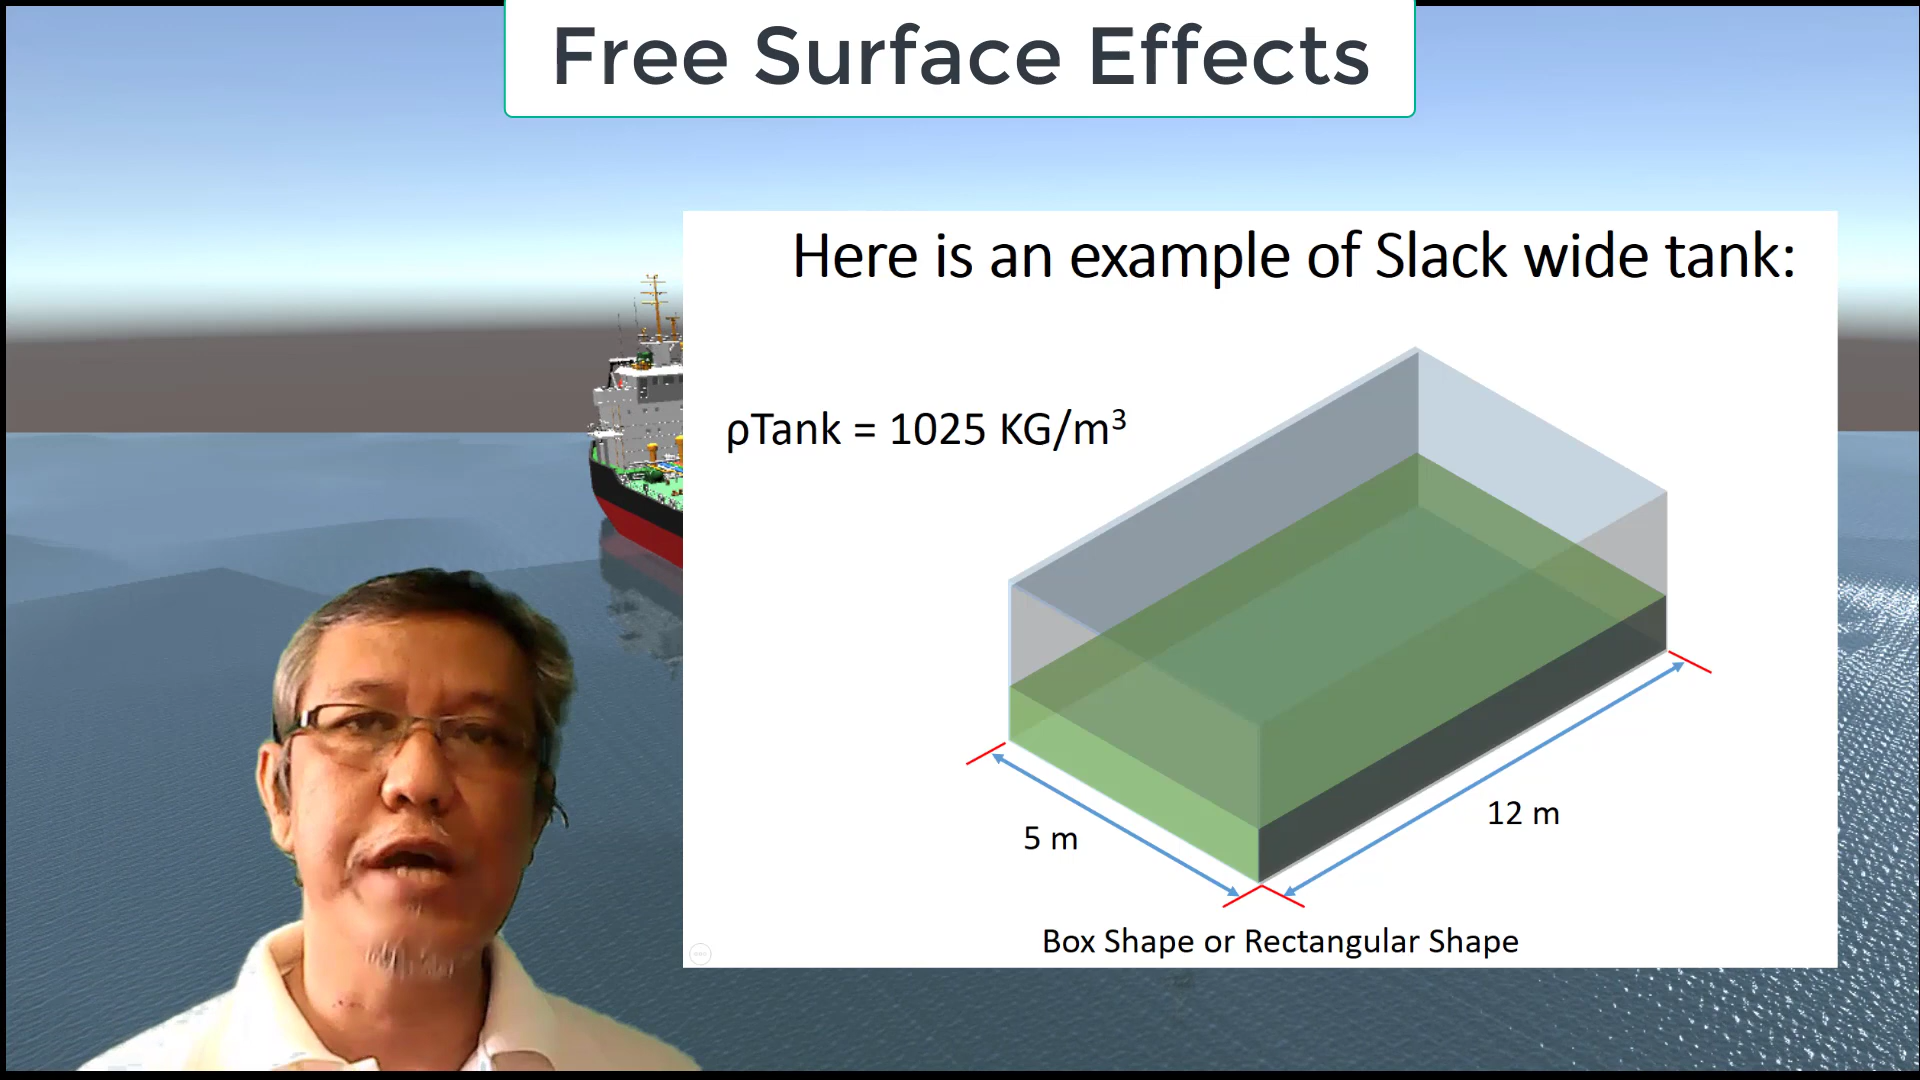 Free Surface Effects
Here is an example of Slack wide tank:
ρTank = 1025 KG/m³
12 m
5 m
Box Shape or Rectangular Shape